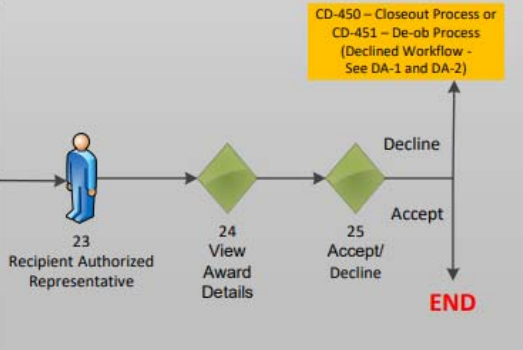 CD-450 – Closeout Process or
CD-451 – De-ob Process
(Declined Workflow -
See DA-1 and DA-2)
Decline
23
Recipient Authorized
Representative
24
View
Award
Details
25
Accept/
Decline
Accept
END